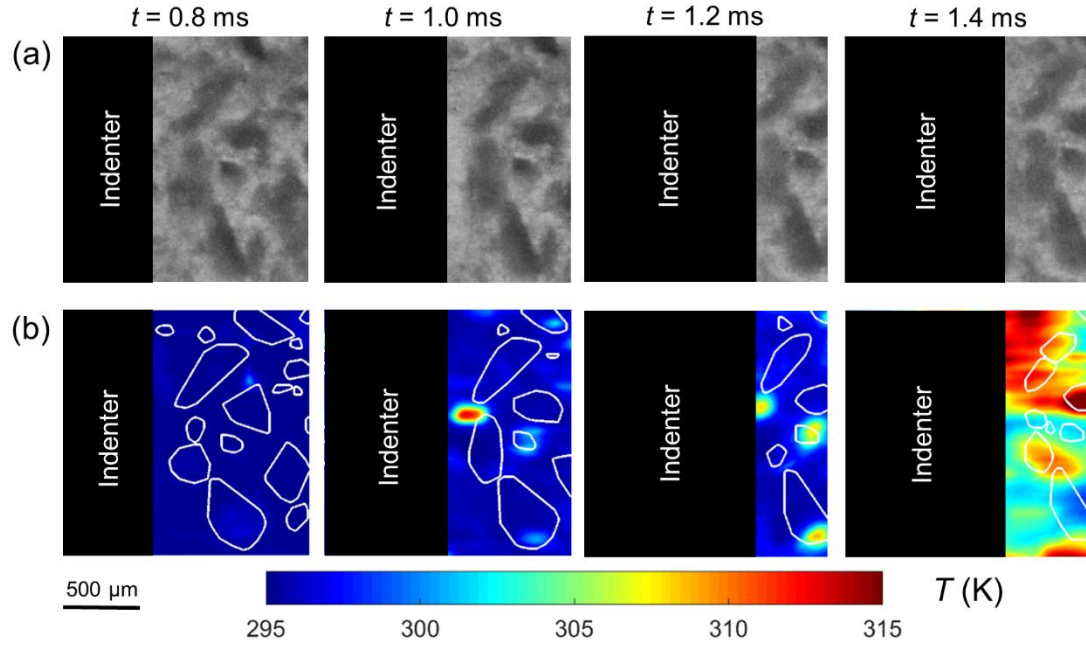 t = 0.8 ms t = 1.0 ms t = 1.2 ms t = 1.4 ms
(a)
Indenter Indenter Indenter Indenter
(b)
Indenter Indenter Indenter Indenter
500 μm
T (K)
295 300 305 310 315